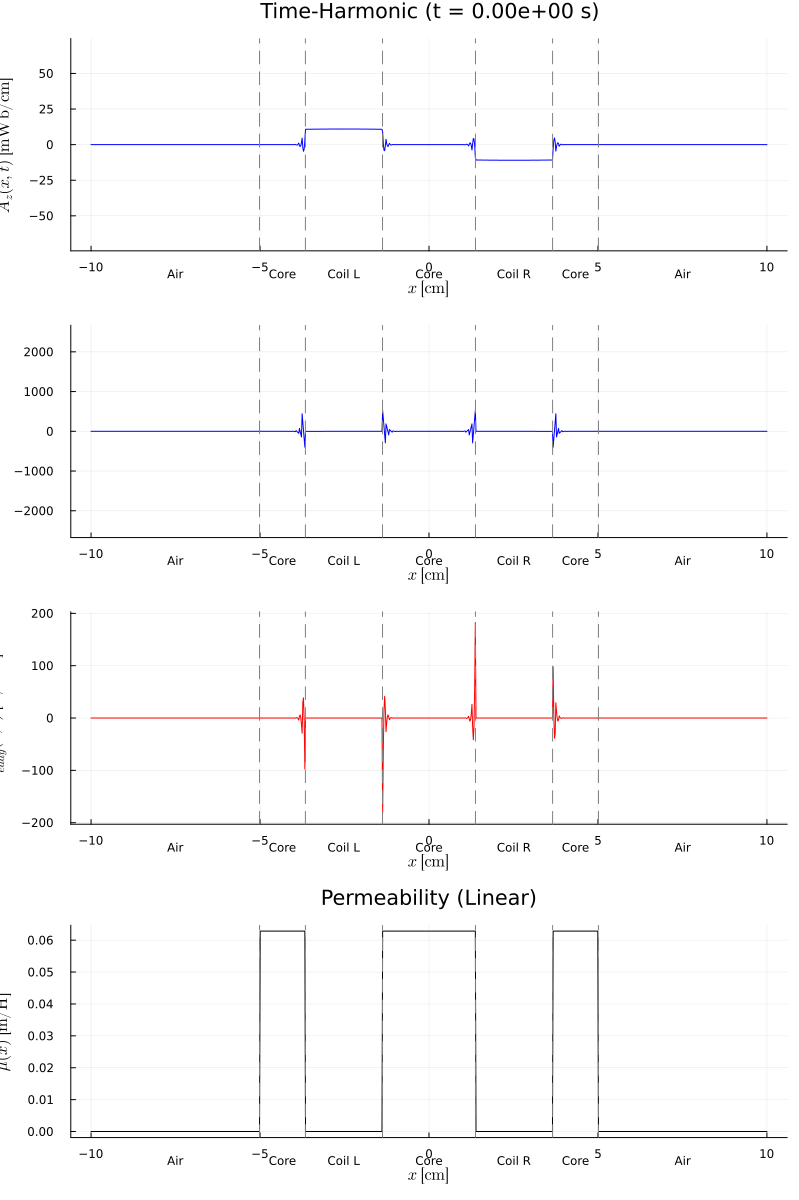 Time-Harmonic (t = 0.00e+00 s)
A_z(x, t) [mWb/cm]
50
25
0
−25
−50
−10 −5 0 5 10
Air Core Coil L Core Coil R Core Air
x [cm]
2000
1000
0
−1000
−2000
−10 −5 0 5 10
Air Core Coil L Core Coil R Core Air
x [cm]
200
100
0
−100
−200
−10 −5 0 5 10
Air Core Coil L Core Coil R Core Air
x [cm]
Permeability (Linear)
μ(x) [m/H]
0.06
0.05
0.04
0.03
0.02
0.01
0.00
−10 −5 0 5 10
Air Core Coil L Core Coil R Core Air
x [cm]